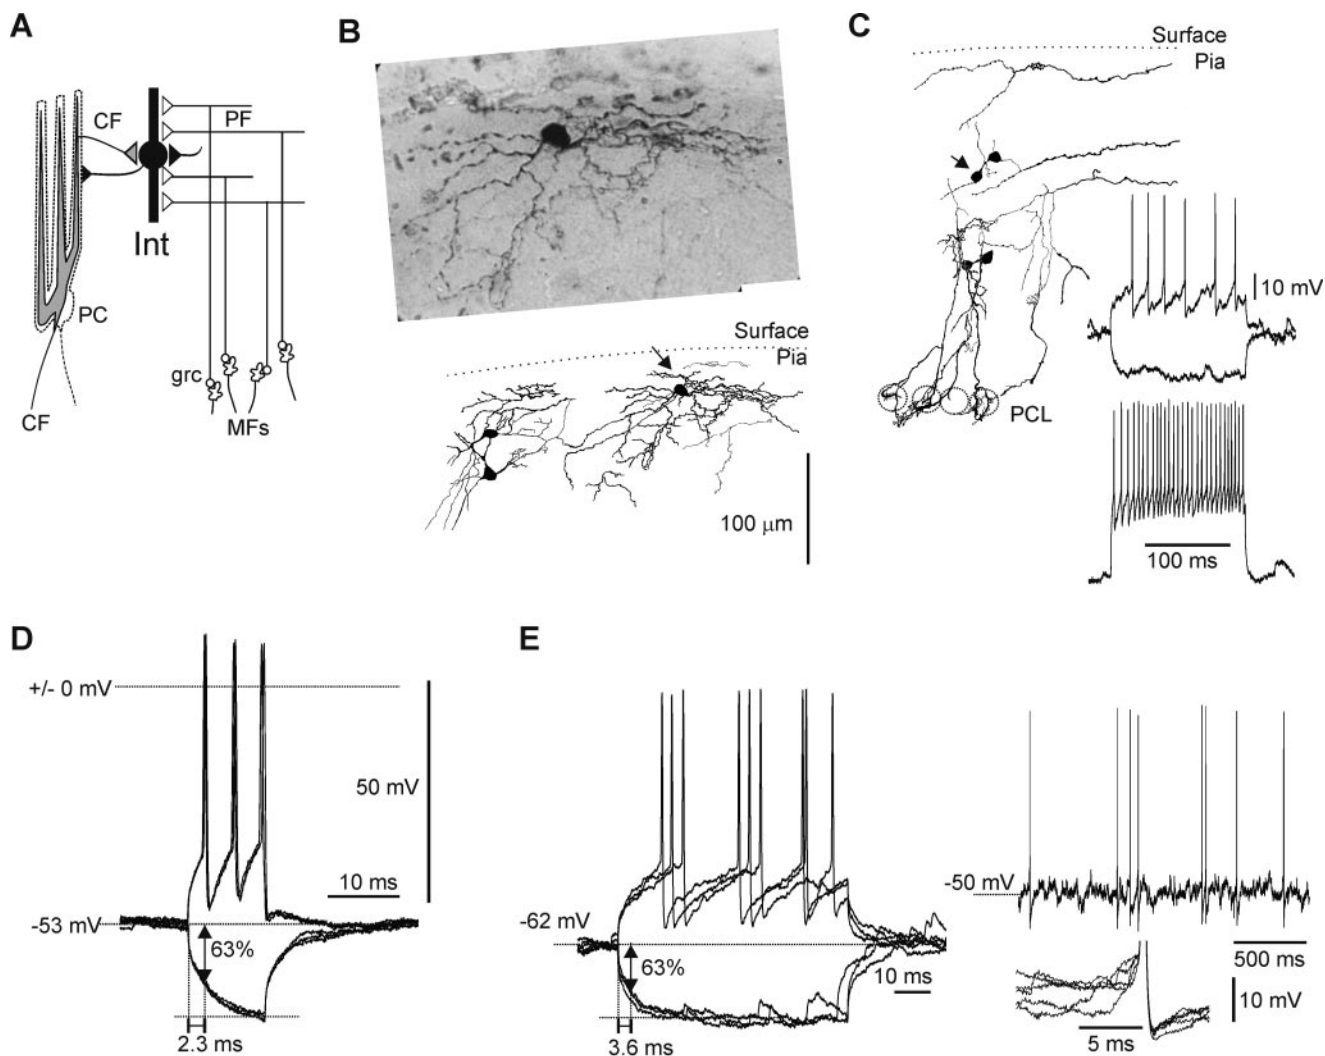 A
CF
PF
Int
PC
grc
CF
MFs
B
Surface
Pia
100 μm
C
Surface
Pia
10 mV
PCL
100 ms
D
+/- 0 mV
50 mV
10 ms
-53 mV
63%
2.3 ms
E
-62 mV
63%
10 ms
3.6 ms
-50 mV
500 ms
10 mV
5 ms